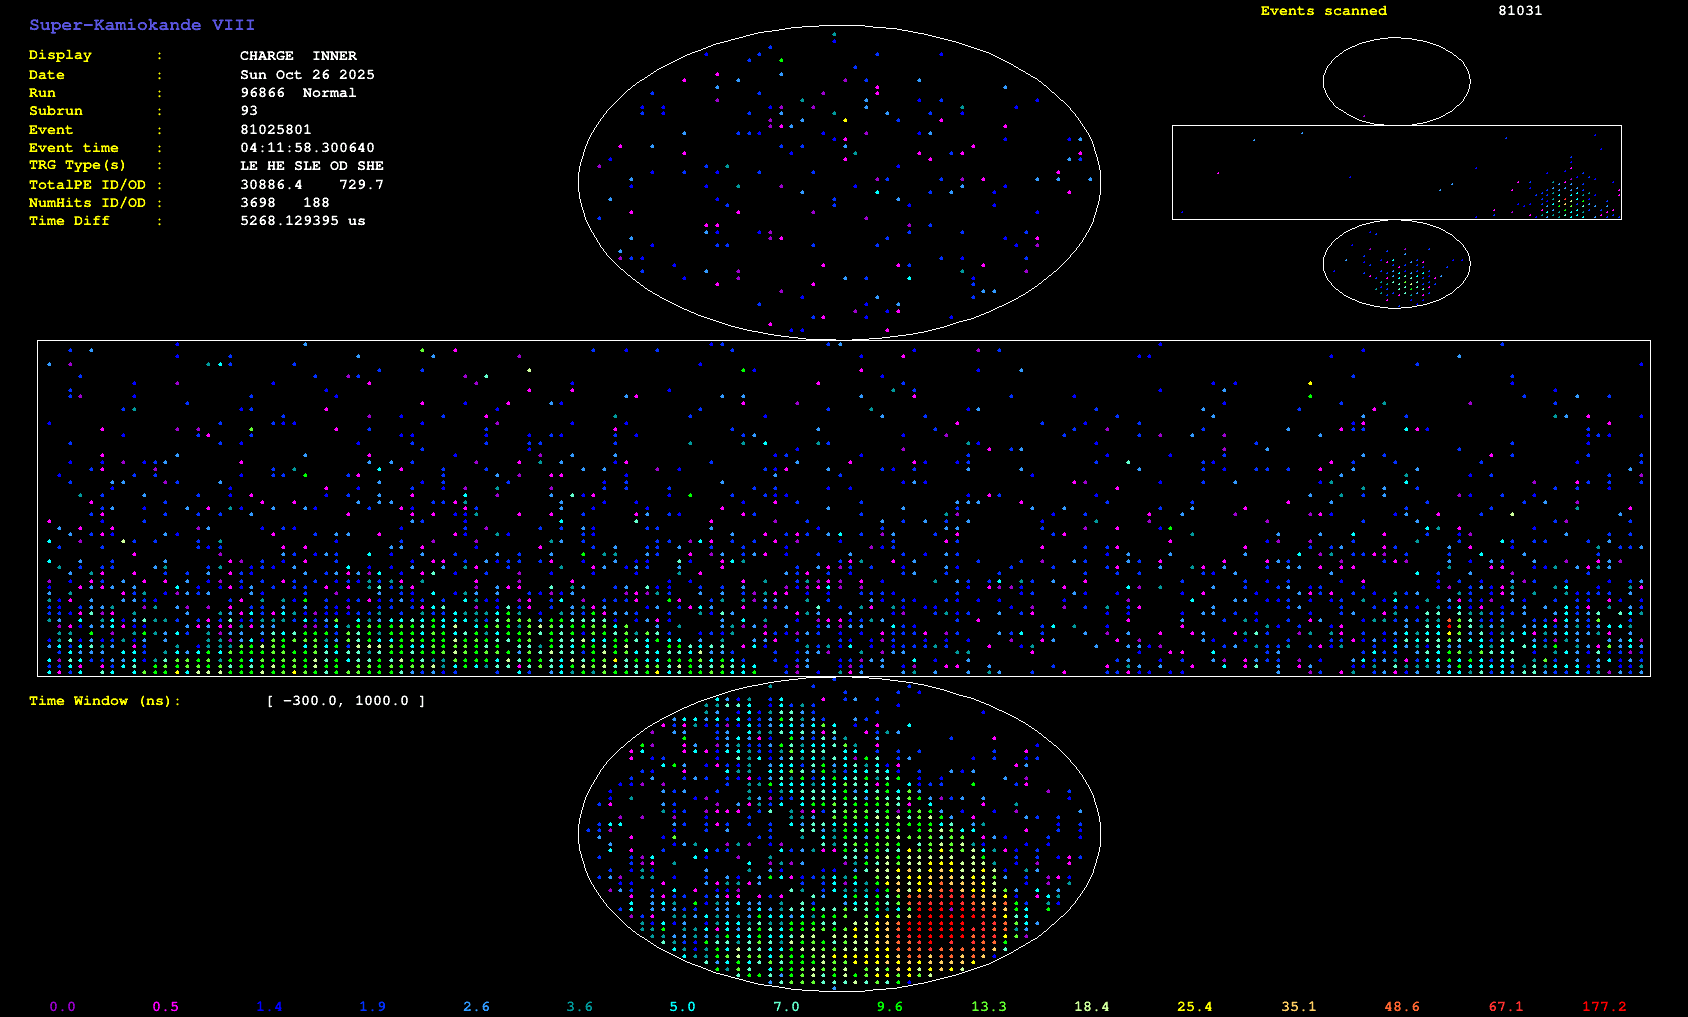 Super-Kamiokande VIII
Events scanned 81031
Display : CHARGE INNER
Date : Sun Oct 26 2025
Run : 96866 Normal
Subrun : 93
Event : 81025801
Event time : 04:11:58.300640
TRG Type(s) : LE HE SLE OD SHE
TotalPE ID/OD : 30886.4 729.7
NumHits ID/OD : 3698 188
Time Diff : 5268.129395 us
Time Window (ns): [ -300.0, 1000.0 ]
0.0 0.5 1.4 1.9 2.6 3.6 5.0 7.0 9.6 13.3 18.4 25.4 35.1 48.6 67.1 177.2